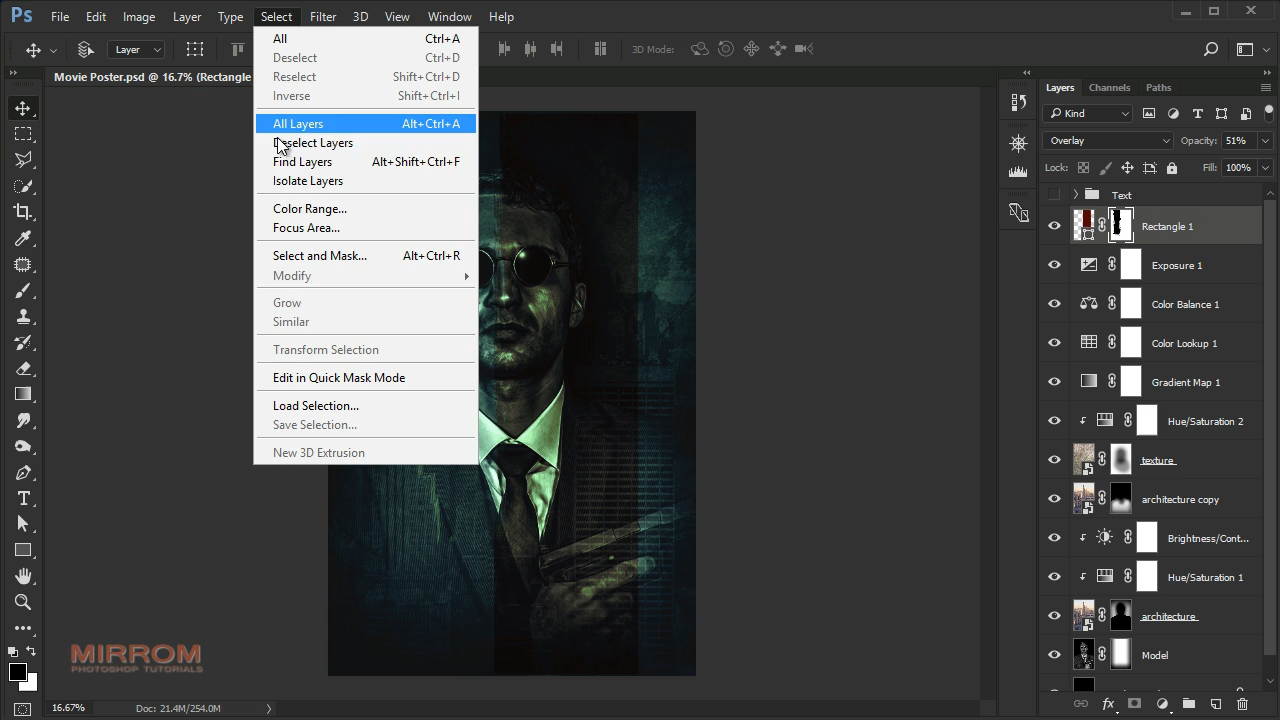 Ps File Edit Image Layer Type Select Filter 3D View Window Help
Layer 3D Mode:
Movie Poster.psd @ 16.7% (Rectangle
All Ctrl+A
Deselect Ctrl+D
Reselect Shift+Ctrl+D
Inverse Shift+Ctrl+I
All Layers Alt+Ctrl+A
Deselect Layers
Find Layers Alt+Shift+Ctrl+F
Isolate Layers
Color Range...
Focus Area...
Select and Mask... Alt+Ctrl+R
Modify
Grow
Similar
Transform Selection
Edit in Quick Mask Mode
Load Selection...
Save Selection...
New 3D Extrusion
Layers Channels Paths
Kind
Overlay Opacity: 51%
Lock: Fill: 100%
Text
Rectangle 1
Exposure 1
Color Balance 1
Color Lookup 1
Gradient Map 1
Hue/Saturation 2
texture
architecture copy
Brightness/Cont...
Hue/Saturation 1
architecture
Model
MIRROM
PHOTOSHOP TUTORIALS
16.67% Doc: 21.4M/254.0M